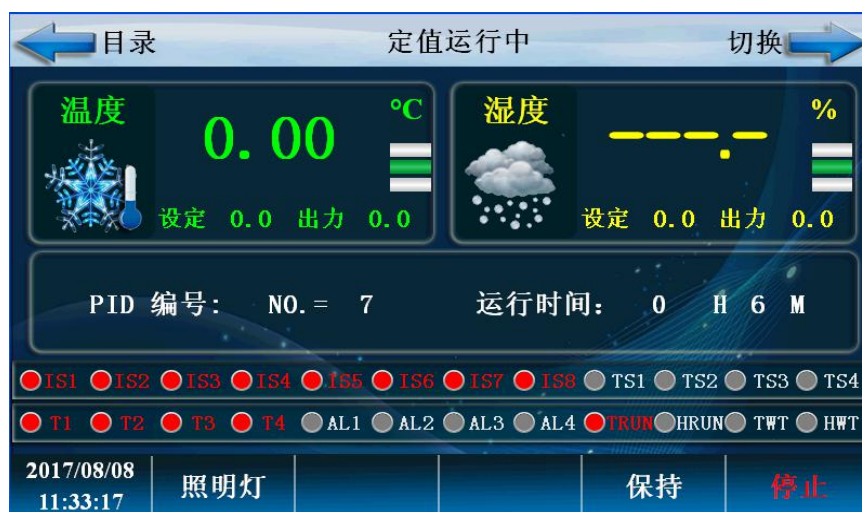 目录 定值运行中 切换
温度 °C 湿度 %
0.00 ---.-
设定 0.0 出力 0.0 设定 0.0 出力 0.0
PID 编号: NO.= 7 运行时间: 0 H 6 M
IS1 IS2 IS3 IS4 IS5 IS6 IS7 IS8 TS1 TS2 TS3 TS4
T1 T2 T3 T4 AL1 AL2 AL3 AL4 TRUN HRUN TWT HWT
2017/08/08
11:33:17 照明灯 保持 停止